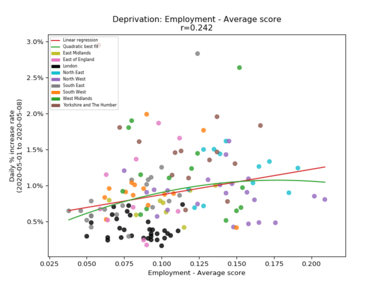 Deprivation: Employment - Average score
r=0.242
Daily % increase rate
(2020-05-01 to 2020-05-08)
3.0%
2.5%
2.0%
1.5%
1.0%
0.5%
Linear regression
Quadratic best fit
East Midlands
East of England
London
North East
North West
South East
South West
West Midlands
Yorkshire and The Humber
0.025 0.050 0.075 0.100 0.125 0.150 0.175 0.200
Employment - Average score